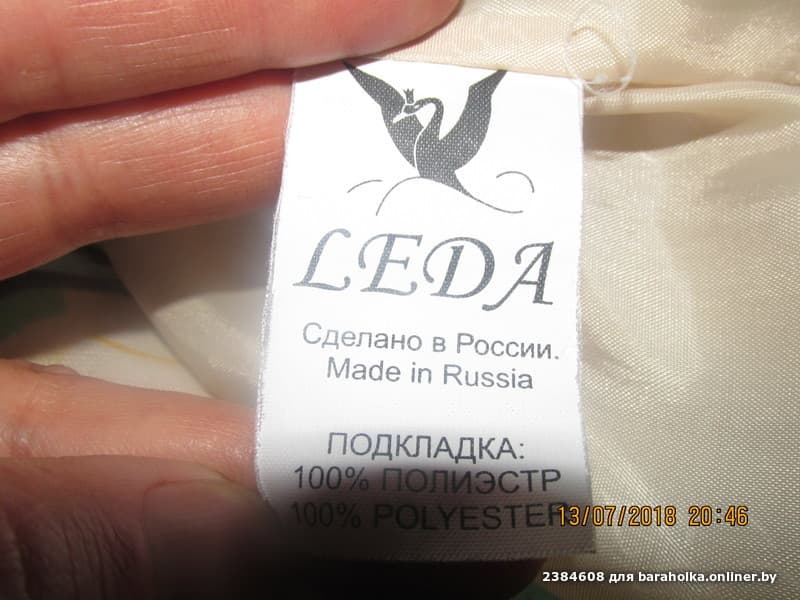 LEDA
Сделано в России.
Made in Russia
ПОДКЛАДКА:
100% ПОЛИЭСТР
100% POLYESTER
13/07/2018 20:46
2384608 для baraholka.onliner.by